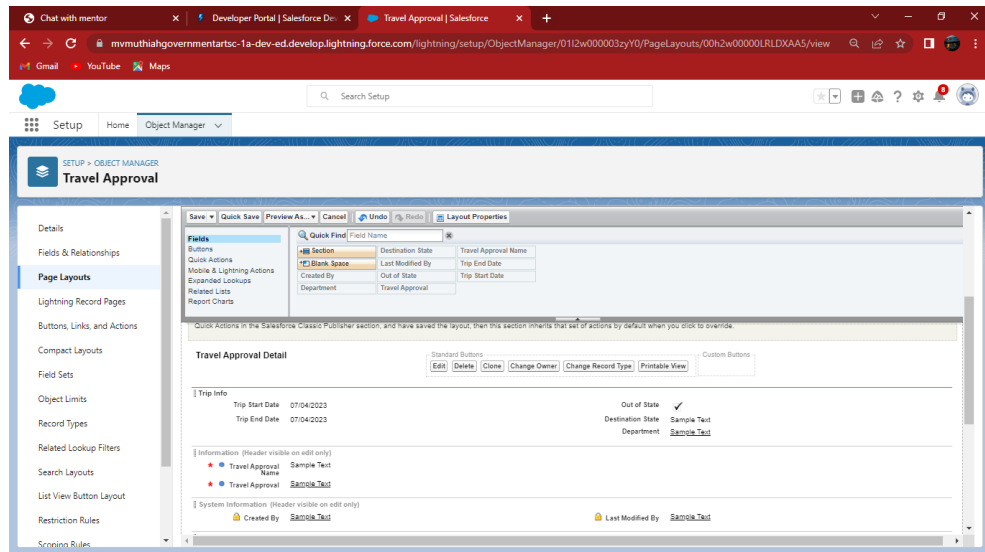 Chat with mentor
Developer Portal | Salesforce Dev
Travel Approval | Salesforce
mvmuthiahgovernmentartsc-1a-dev-ed.develop.lightning.force.com/lightning/setup/ObjectManager/01I2w000003zyY0/PageLayouts/00h2w00000LRLDXAA5/view
Gmail YouTube Maps
Search Setup
8
Setup Home Object Manager
SETUP > OBJECT MANAGER
Travel Approval
Details
Fields & Relationships
Page Layouts
Lightning Record Pages
Buttons, Links, and Actions
Compact Layouts
Field Sets
Object Limits
Record Types
Related Lookup Filters
Search Layouts
List View Button Layout
Restriction Rules
Scoping Rules
Save Quick Save Preview As... Cancel Undo Redo Layout Properties
Fields
Buttons
Quick Actions
Mobile & Lightning Actions
Expanded Lookups
Related Lists
Report Charts
Quick Find Field Name
Section Destination State Travel Approval Name
Blank Space Last Modified By Trip End Date
Created By Out of State Trip Start Date
Department Travel Approval
Quick Actions in the Salesforce Classic Publisher section, and have saved the layout, then this section inherits that set of actions by default when you click to override.
Travel Approval Detail
Standard Buttons
Edit Delete Clone Change Owner Change Record Type Printable View
Custom Buttons
Trip Info
Trip Start Date 07/04/2023 Out of State ✓
Trip End Date 07/04/2023 Destination State Sample Text
Department Sample Text
Information (Header visible on edit only)
* Travel Approval Name Sample Text
* Travel Approval Sample Text
System Information (Header visible on edit only)
Created By Sample Text Last Modified By Sample Text